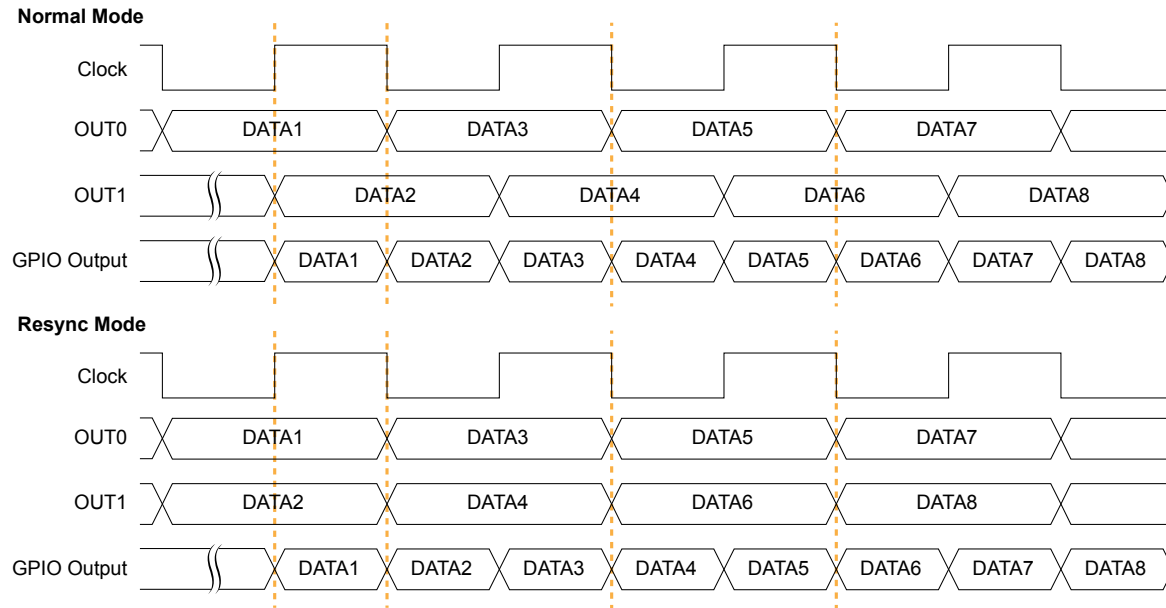 Normal Mode
Clock
OUT0 DATA1 DATA3 DATA5 DATA7
OUT1 DATA2 DATA4 DATA6 DATA8
GPIO Output DATA1 DATA2 DATA3 DATA4 DATA5 DATA6 DATA7 DATA8
Resync Mode
Clock
OUT0 DATA1 DATA3 DATA5 DATA7
OUT1 DATA2 DATA4 DATA6 DATA8
GPIO Output DATA1 DATA2 DATA3 DATA4 DATA5 DATA6 DATA7 DATA8